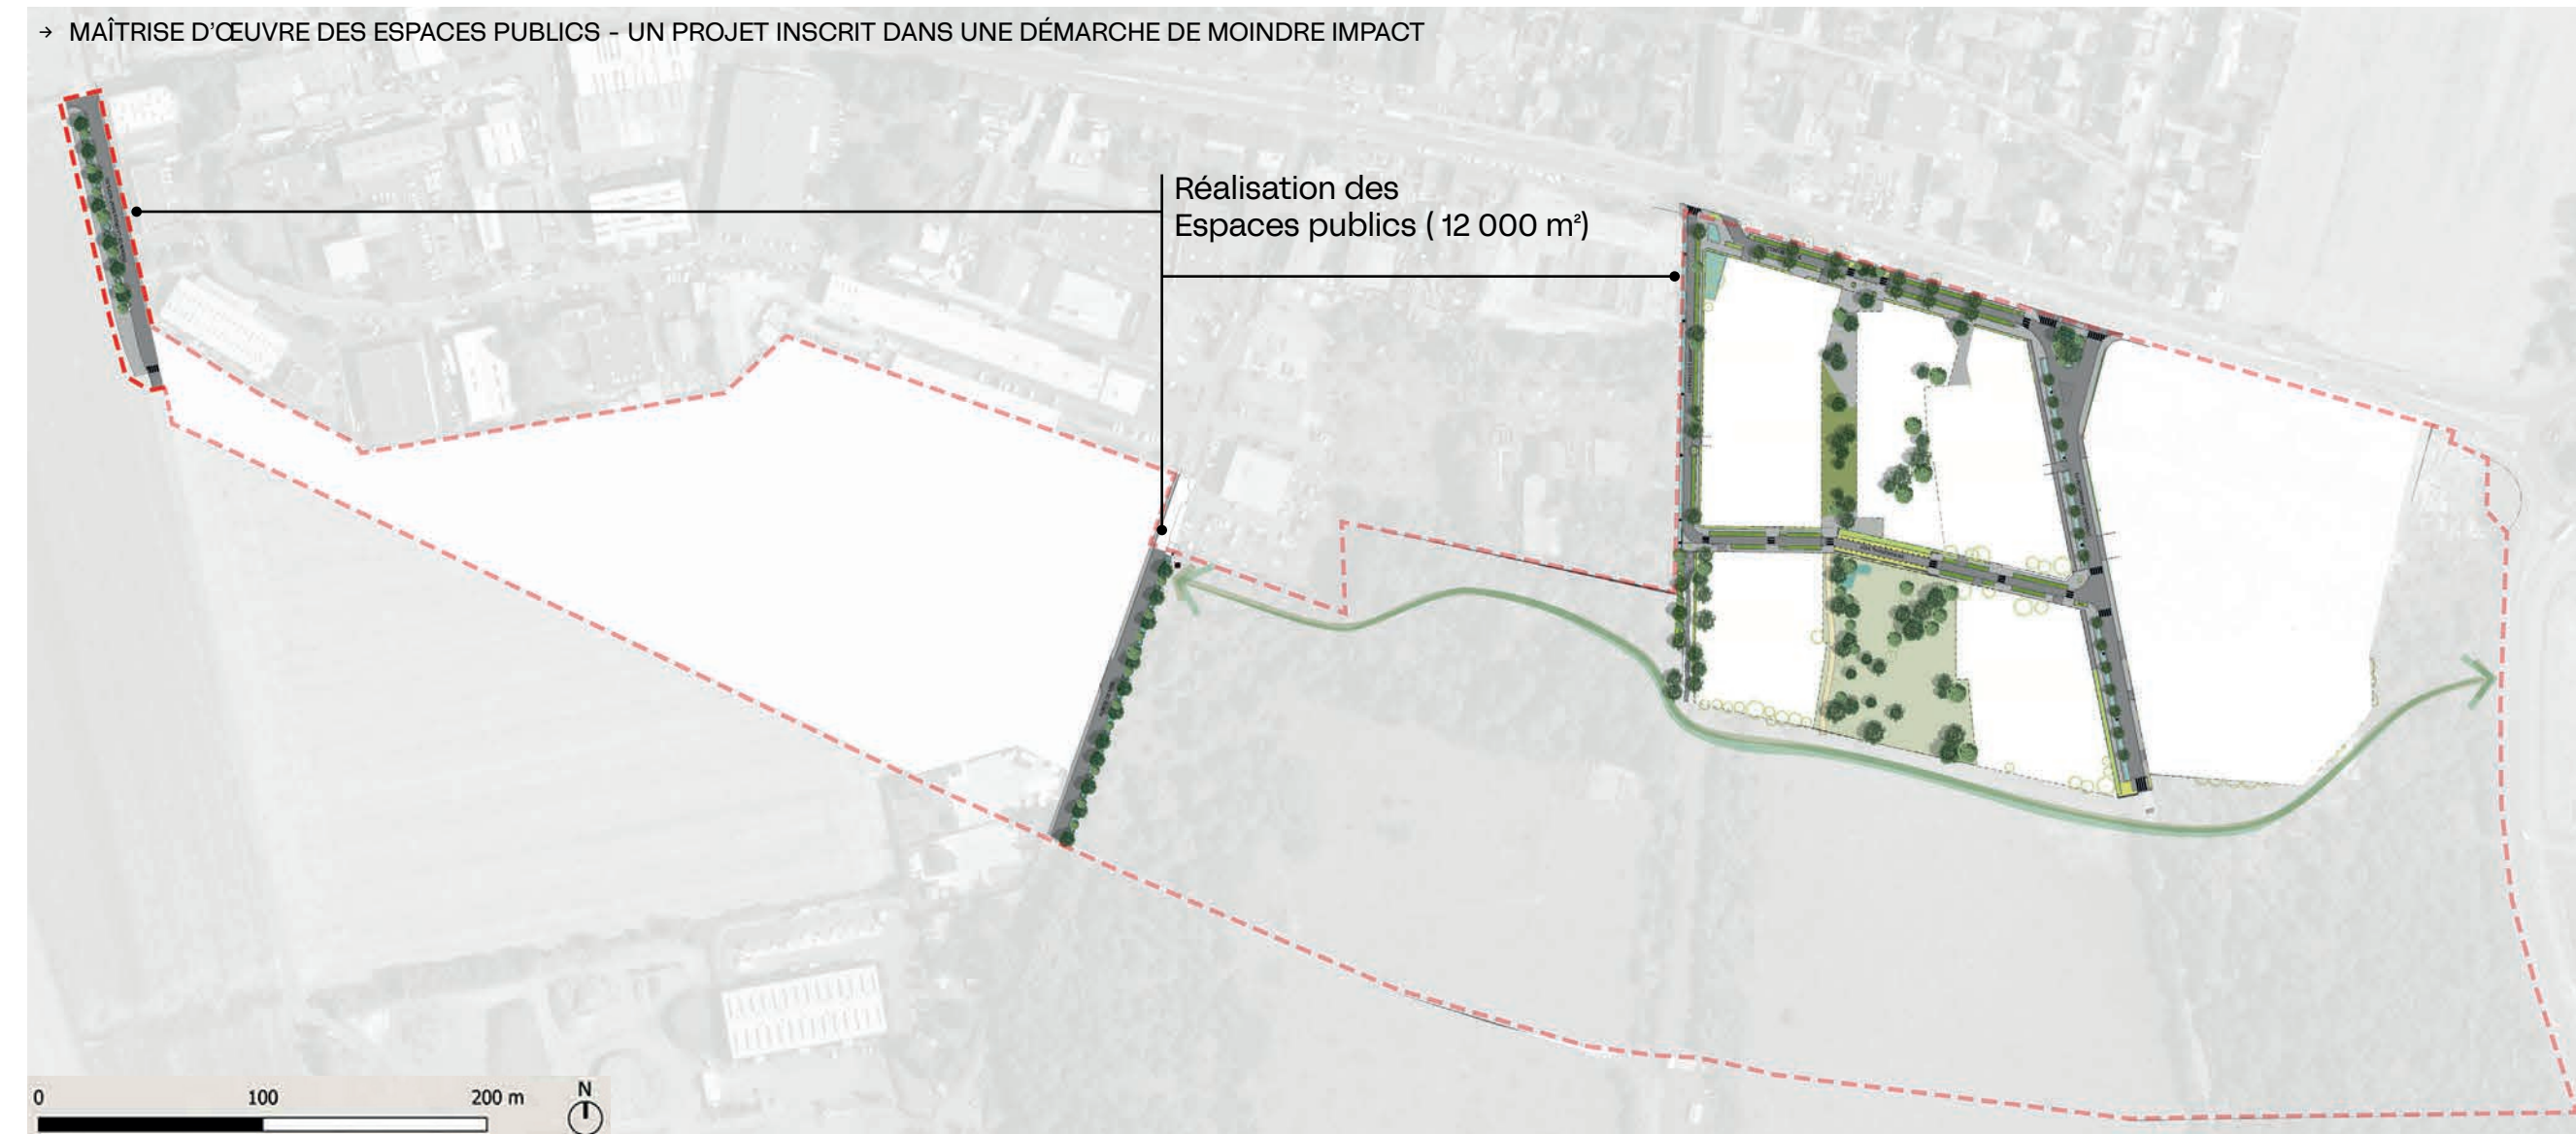 → MAÎTRISE D'ŒUVRE DES ESPACES PUBLICS - UN PROJET INSCRIT DANS UNE DÉMARCHE DE MOINDRE IMPACT
Réalisation des
Espaces publics ( 12 000 m²)
0 100 200 m
N